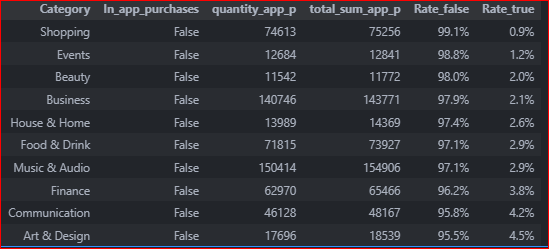 Category In_app_purchases quantity_app_p total_sum_app_p Rate_false Rate_true
Shopping False 74613 75256 99.1% 0.9%
Events False 12684 12841 98.8% 1.2%
Beauty False 11542 11772 98.0% 2.0%
Business False 140746 143771 97.9% 2.1%
House & Home False 13989 14369 97.4% 2.6%
Food & Drink False 71815 73927 97.1% 2.9%
Music & Audio False 150414 154906 97.1% 2.9%
Finance False 62970 65466 96.2% 3.8%
Communication False 46128 48167 95.8% 4.2%
Art & Design False 17696 18539 95.5% 4.5%